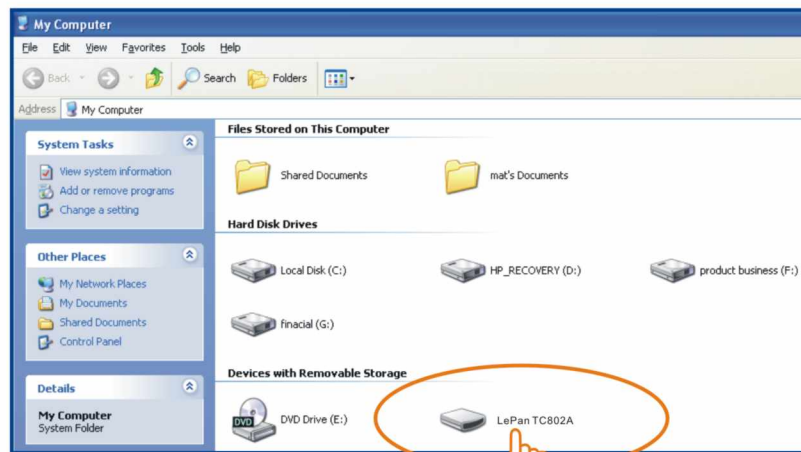 My Computer
File Edit View Favorites Tools Help
Back Search Folders
Address My Computer
System Tasks
View system information
Add or remove programs
Change a setting
Other Places
My Network Places
My Documents
Shared Documents
Control Panel
Details
My Computer
System Folder
Files Stored on This Computer
Shared Documents mat's Documents
Hard Disk Drives
Local Disk (C:) HP_RECOVERY (D:) product business (F:)
finacial (G:)
Devices with Removable Storage
DVD
DVD Drive (E:) LePan TC802A